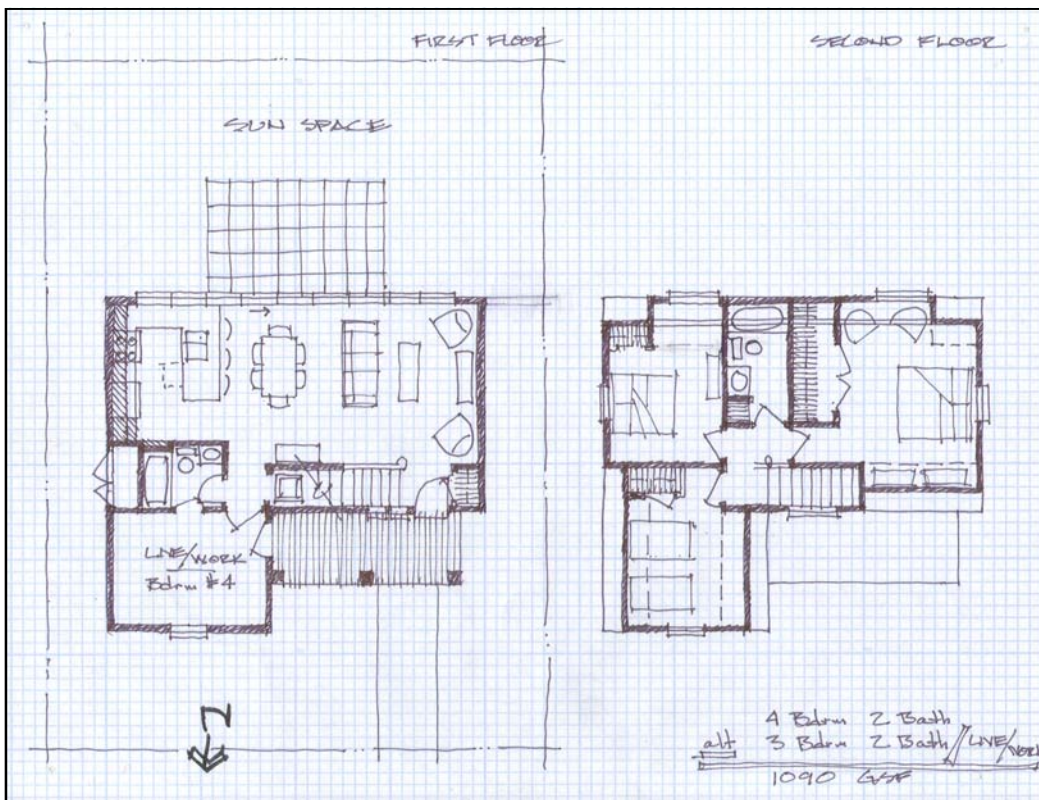 FIRST FLOOR
SECOND FLOOR
SUN SPACE
LIVE/WORK
Bdrm #4
N
4 Bdrm 2 Bath
alt 3 Bdrm 2 Bath // LIVE/WORK
1090 GSF